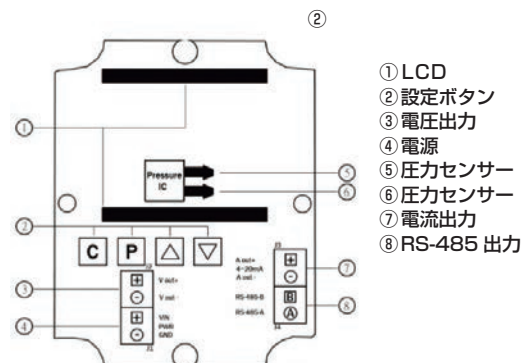 ②
①LCD
②設定ボタン
③電圧出力
④電源
⑤圧力センサー
⑥圧力センサー
⑦電流出力
⑧RS-485 出力
①
Pressure
IC
⑤
⑥
②
C P △ ▽
③
V out+
V out-
④
VIN
PWR
GND
A out+
4~20mA
A out-
⑦
RS-485-B
B
RS-485-A
A
⑧